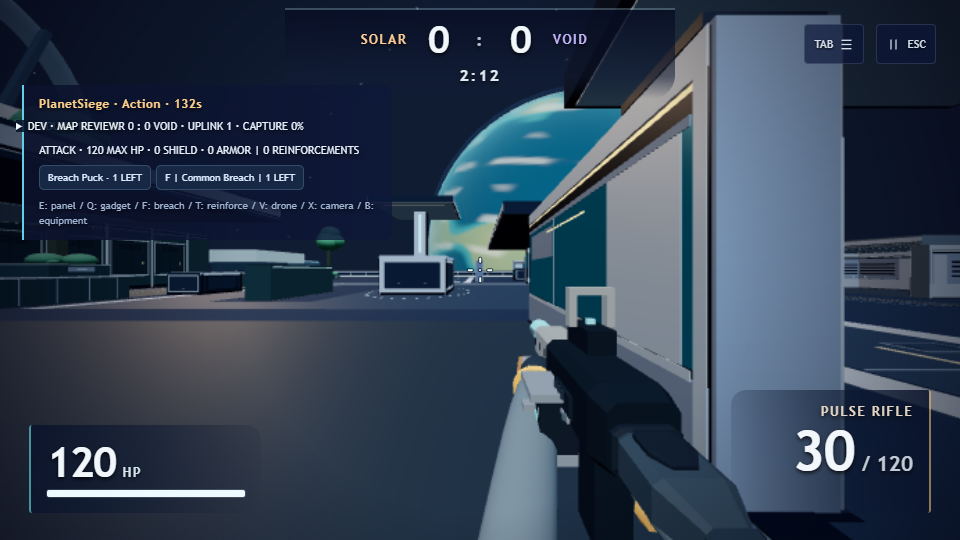 SOLAR 0 : 0 VOID
2:12
TAB ☰
II ESC
PlanetSiege · Action · 132s
▶ DEV · MAP REVIEWR 0 : 0 VOID · UPLINK 1 · CAPTURE 0%
ATTACK · 120 MAX HP · 0 SHIELD · 0 ARMOR | 0 REINFORCEMENTS
Breach Puck · 1 LEFT
F | Common Breach | 1 LEFT
E: panel / Q: gadget / F: breach / T: reinforce / V: drone / X: camera / B:
equipment
120 HP
PULSE RIFLE
30 / 120